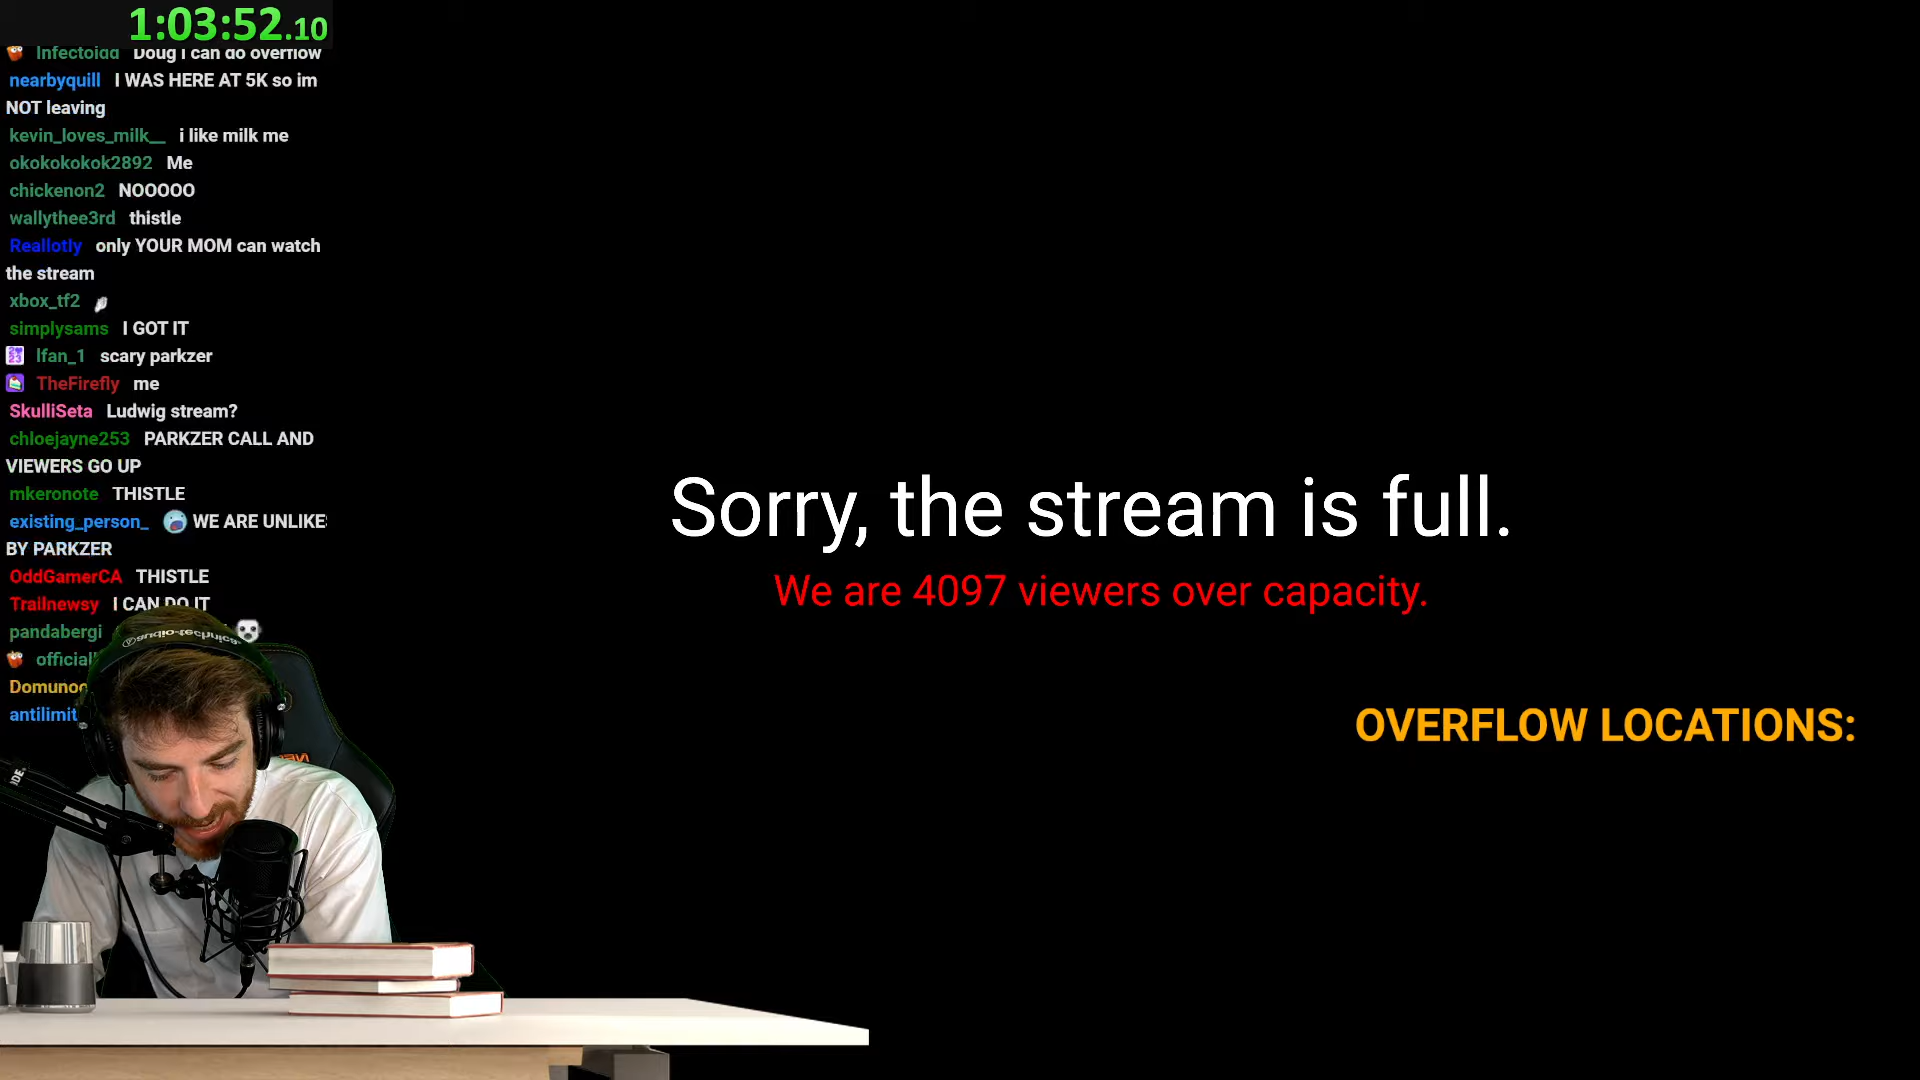 1:03:52.10
Infectoidd Doug I can do overflow
nearbyquill I WAS HERE AT 5K so im
NOT leaving
kevin_loves_milk__ i like milk me
okokokokok2892 Me
chickenon2 NOOOOO
wallythee3rd thistle
Reallotly only YOUR MOM can watch
the stream
xbox_tf2
simplysams I GOT IT
lfan_1 scary parkzer
TheFirefly me
SkulliSeta Ludwig stream?
chloejayne253 PARKZER CALL AND
VIEWERS GO UP
mkeronote THISTLE
existing_person_ WE ARE UNLIKE
BY PARKZER
OddGamerCA THISTLE
Trailnewsy I CAN DO IT
pandabergi
official
Domunoo
antilimit
audio-technica
Sorry, the stream is full.
We are 4097 viewers over capacity.
OVERFLOW LOCATIONS: